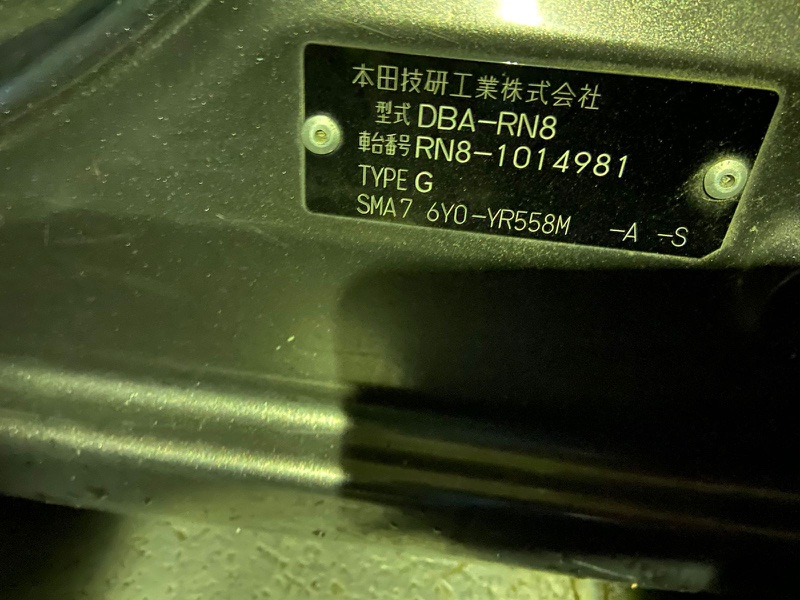 本田技研工業株式会社
型式 DBA-RN8
車台番号 RN8-1014981
TYPE G
SMA7 6Y0-YR558M -A -S